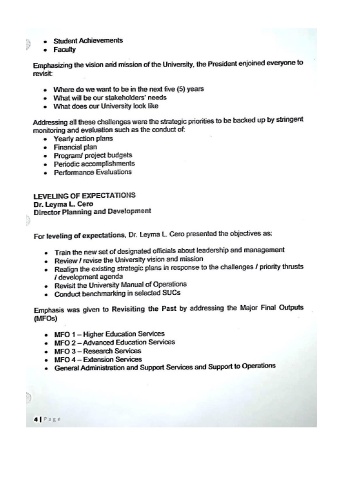 • Student Achievements
• Faculty
Emphasizing the vision and mission of the University, the President enjoined everyone to
revisit:
• Where do we want to be in the next five (5) years
• What will be our stakeholders' needs
• What does our University look like
Addressing all these challenges were the strategic priorities to be backed up by stringent
monitoring and evaluation such as the conduct of:
• Yearly action plans
• Financial plan
• Program/ project budgets
• Periodic accomplishments
• Performance Evaluations
LEVELING OF EXPECTATIONS
Dr. Leyma L. Cero
Director Planning and Development
For leveling of expectations, Dr. Leyma L. Cero presented the objectives as:
• Train the new set of designated officials about leadership and management
• Review / revise the University vision and mission
• Realign the existing strategic plans in response to the challenges / priority thrusts
/ development agenda
• Revisit the University Manual of Operations
• Conduct benchmarking in selected SUCs
Emphasis was given to Revisiting the Past by addressing the Major Final Outputs
(MFOs)
• MFO 1 – Higher Education Services
• MFO 2 – Advanced Education Services
• MFO 3 – Research Services
• MFO 4 – Extension Services
• General Administration and Support Services and Support to Operations
4 | Page